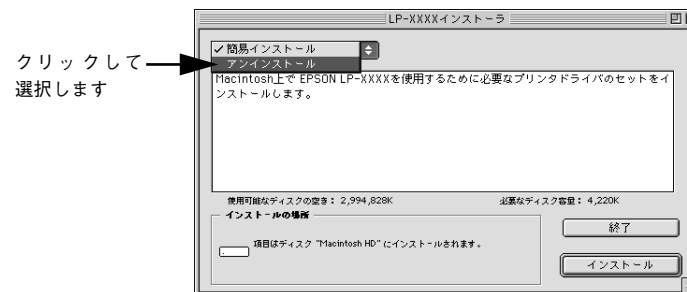 LP-XXXXインストーラ
簡易インストール
クリックして
選択します
アンインストール
Macintosh上で EPSON LP-XXXXを使用するために必要なプリンタドライバのセットをイ
ンストールします。
使用可能なディスクの空き： 2,994,828K
必要なディスク容量： 4,220K
インストールの場所
項目はディスク "Macintosh HD" にインストールされます。
終了
インストール